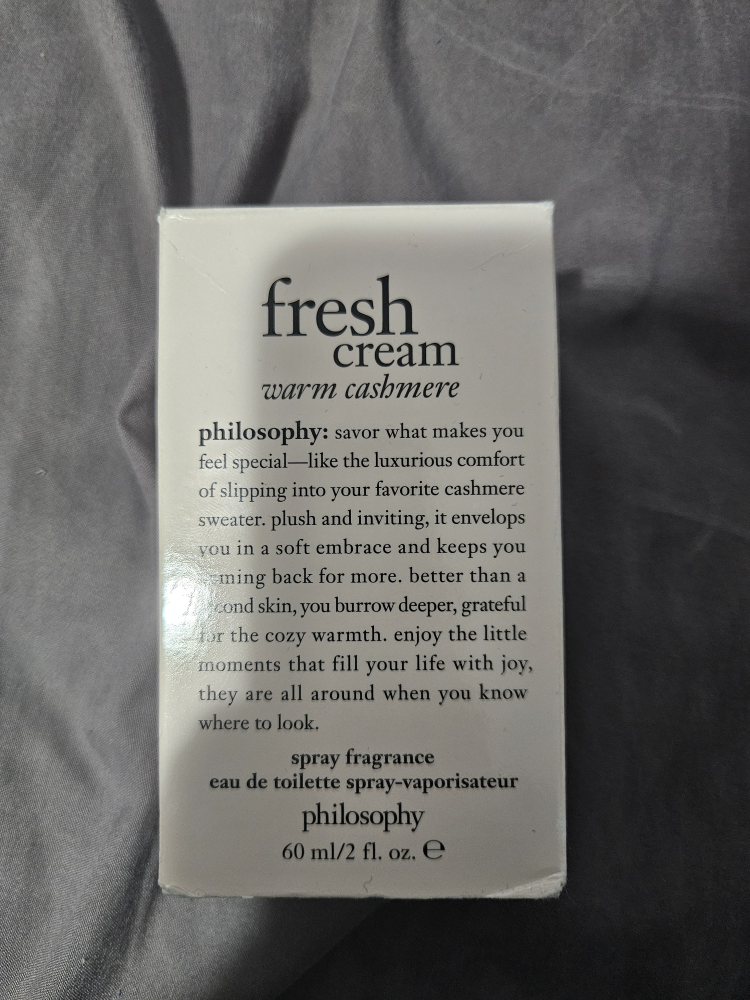 fresh
cream
warm cashmere
philosophy: savor what makes you
feel special—like the luxurious comfort
of slipping into your favorite cashmere
sweater. plush and inviting, it envelops
you in a soft embrace and keeps you
coming back for more. better than a
second skin, you burrow deeper, grateful
for the cozy warmth. enjoy the little
moments that fill your life with joy,
they are all around when you know
where to look.
spray fragrance
eau de toilette spray-vaporisateur
philosophy
60 ml/2 fl. oz. ℮